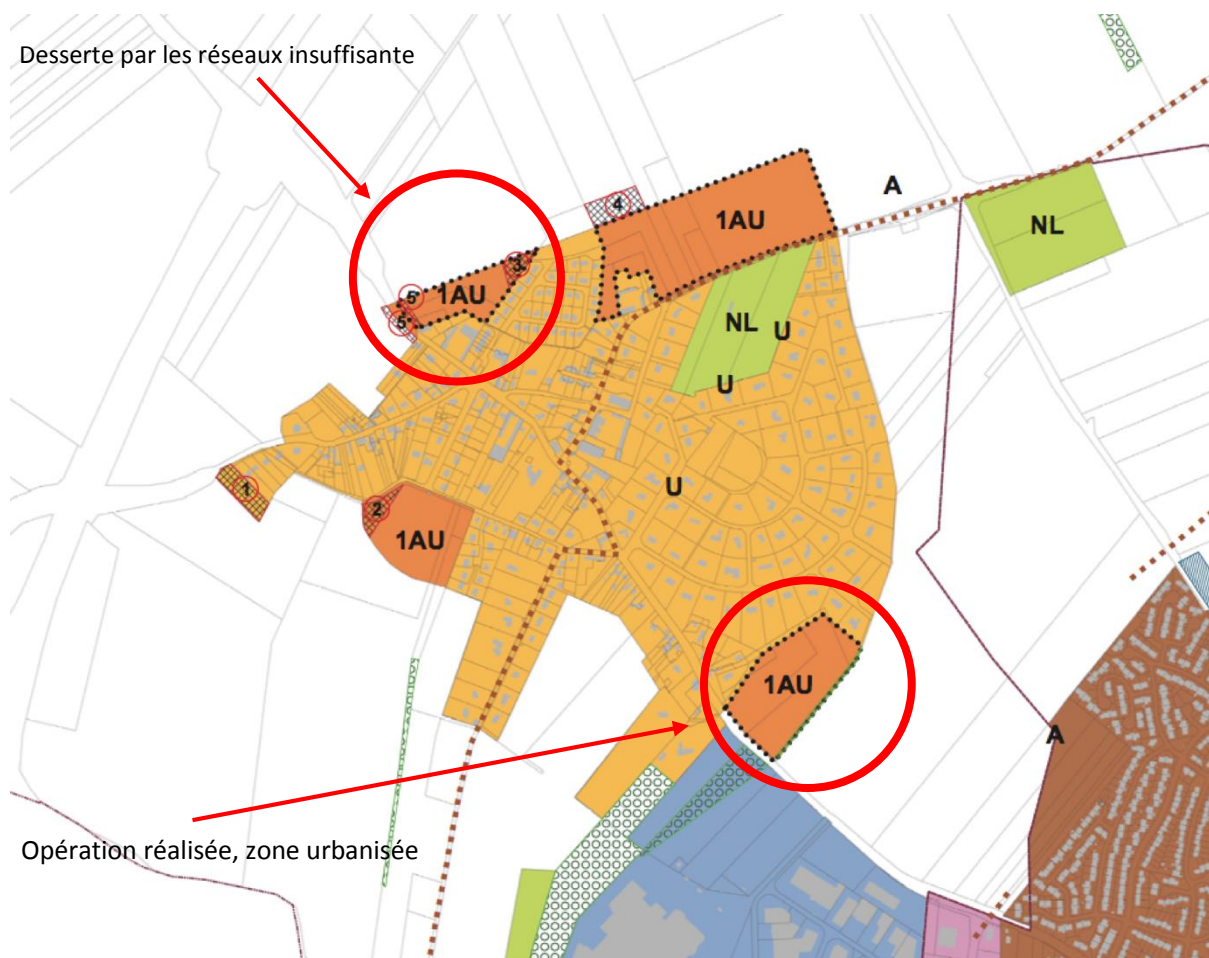 Desserte par les réseaux insuffisante
A
4
1AU
NL
3
5
1AU
5
NL
U
U
U
1
2
1AU
1AU
A
Opération réalisée, zone urbanisée